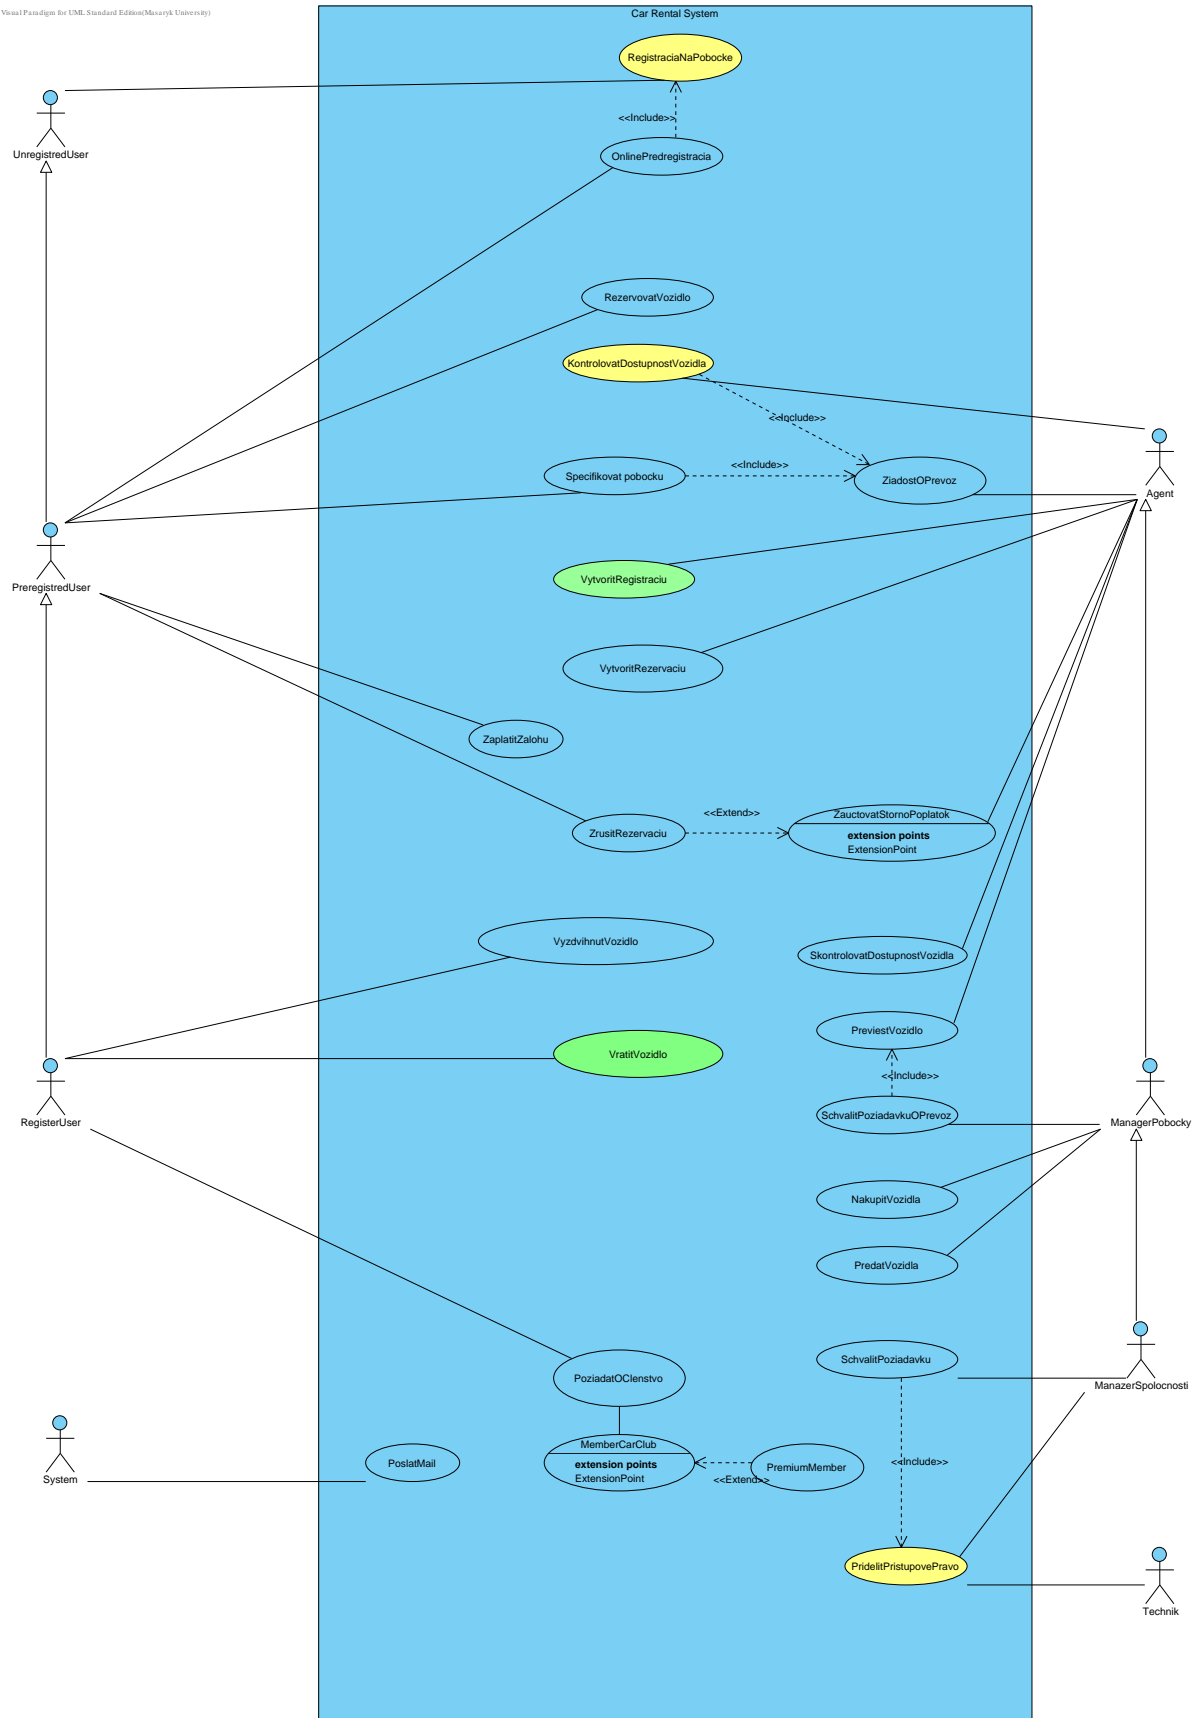 Visual Paradigm for UML Standard Edition(Masaryk University)
Car Rental System
RegistraciaNaPobocke
<<Include>>
UnregistredUser
OnlinePredregistracia
RezervovatVozidlo
KontrolovatDostupnostVozidla
<<Include>>
Specifikovat pobocku
<<Include>>
ZiadostOPrevoz
Agent
VytvoritRegistraciu
PreregistredUser
VytvoritRezervaciu
ZaplatitZalohu
ZrusitRezervaciu
<<Extend>>
ZauctovatStornoPoplatok
extension points
ExtensionPoint
VyzdvihnutVozidlo
SkontrolovatDostupnostVozidla
PreviestVozidlo
VratitVozidlo
<<Include>>
RegisterUser
SchvalitPoziadavkuOPrevoz
ManagerPobocky
NakupitVozidla
PredatVozidla
SchvalitPoziadavku
PoziadatOClenstvo
ManazerSpolocnosti
MemberCarClub
extension points
ExtensionPoint
<<Extend>>
PremiumMember
<<Include>>
PoslatMail
System
PridelitPristupovePravo
Technik